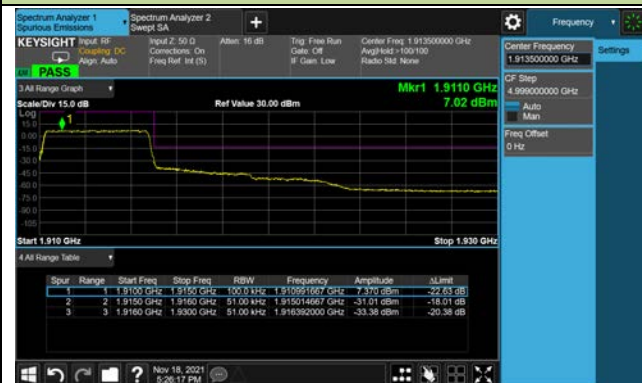 Spectrum Analyzer 1
Spurious Emissions
Spectrum Analyzer 2
Swept SA
+
Frequency
KEYSIGHT
Input: RF
Coupling: DC
Align: Auto
Input Z: 50 Ω
Corrections: On
Freq Ref: Int (S)
Atten: 16 dB
Trig: Free Run
Gate: Off
IF Gain: Low
Center Freq: 1.913500000 GHz
Avg|Hold:>100/100
Radio Std: None
PASS
Center Frequency
1.913500000 GHz
Settings
CF Step
4.999000000 GHz
Auto
Man
Freq Offset
0 Hz
3 All Range Graph
Mkr1 1.9110 GHz
7.02 dBm
Scale/Div 15.0 dB
Ref Value 30.00 dBm
Log
15.0
0.00
-15.0
-30.0
-45.0
-60.0
-75.0
-90.0
-105
1
Start 1.910 GHz
Stop 1.930 GHz
4 All Range Table
Spur Range Start Freq Stop Freq RBW Frequency Amplitude ΔLimit
1 1 1.9100 GHz 1.9150 GHz 100.0 kHz 1.910991667 GHz 7.370 dBm -22.63 dB
2 2 1.9150 GHz 1.9160 GHz 51.00 kHz 1.915014667 GHz -31.01 dBm -18.01 dB
3 3 1.9160 GHz 1.9300 GHz 51.00 kHz 1.916392000 GHz -33.38 dBm -20.38 dB
?
Nov 18, 2021
5:26:17 PM